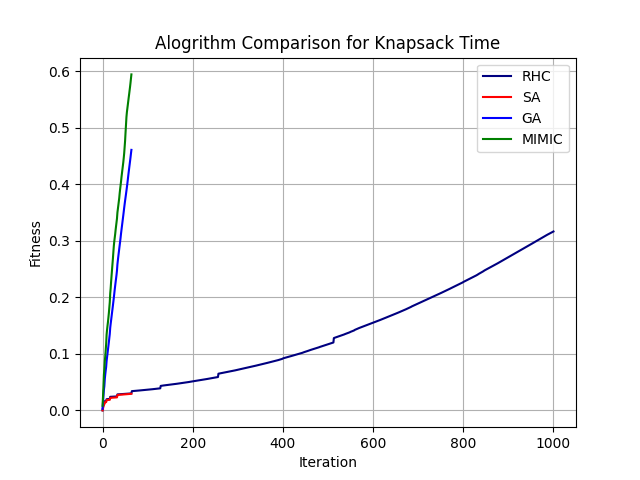 Alogrithm Comparison for Knapsack Time
0.6
0.5
0.4
0.3
0.2
0.1
0.0
Fitness
RHC
SA
GA
MIMIC
0 200 400 600 800 1000
Iteration